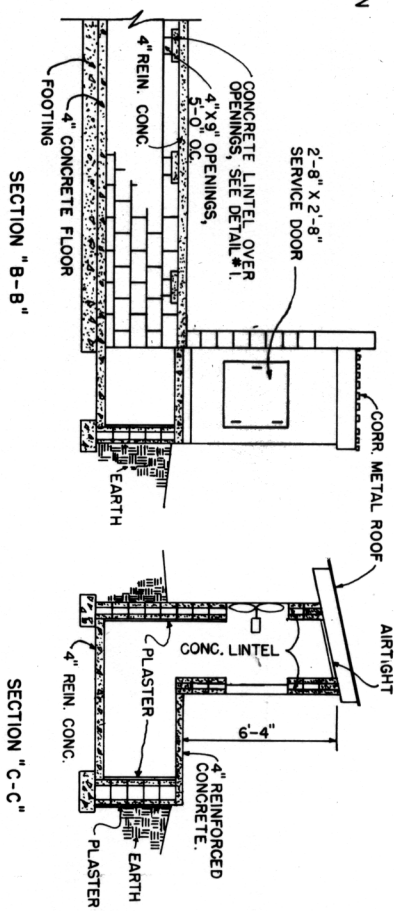 N
CONCRETE LINTEL OVER
OPENINGS, SEE DETAIL #1.
4" X 9" OPENINGS,
5'-0" O.C.
4" REIN. CONC.
2'-8" X 2'-8"
SERVICE DOOR
CORR. METAL ROOF
4" CONCRETE FLOOR
FOOTING
EARTH
SECTION "B-B"
AIRTIGHT
CONC. LINTEL
6'-4"
PLASTER
4" REINFORCED
CONCRETE.
4" REIN. CONC.
EARTH
PLASTER
SECTION "C-C"